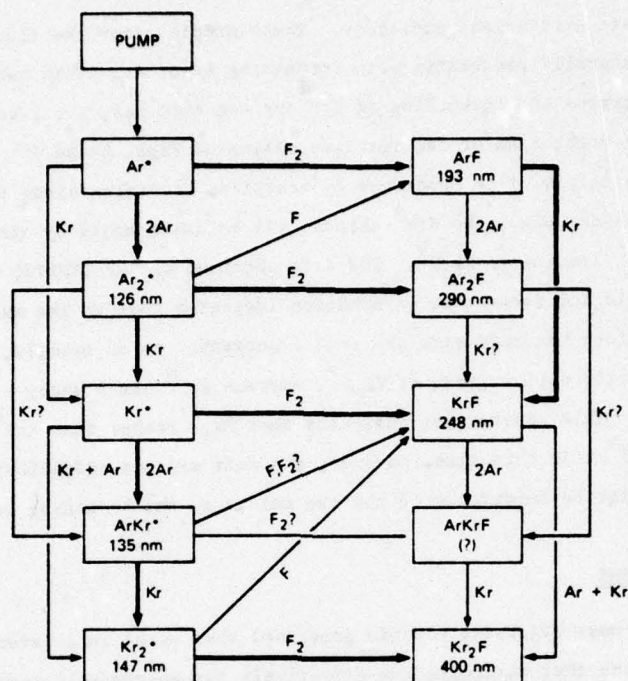 PUMP
Ar*
F2
ArF
193 nm
Kr
2Ar
F
2Ar
Kr
Ar2*
126 nm
F2
Ar2F
290 nm
Kr
Kr?
Kr?
Kr*
F2
KrF
248 nm
Kr?
Kr + Ar
2Ar
F, F2?
2Ar
ArKr*
135 nm
F2?
ArKrF
(?)
Kr
F
Kr
Ar + Kr
Kr2*
147 nm
F2
Kr2F
400 nm